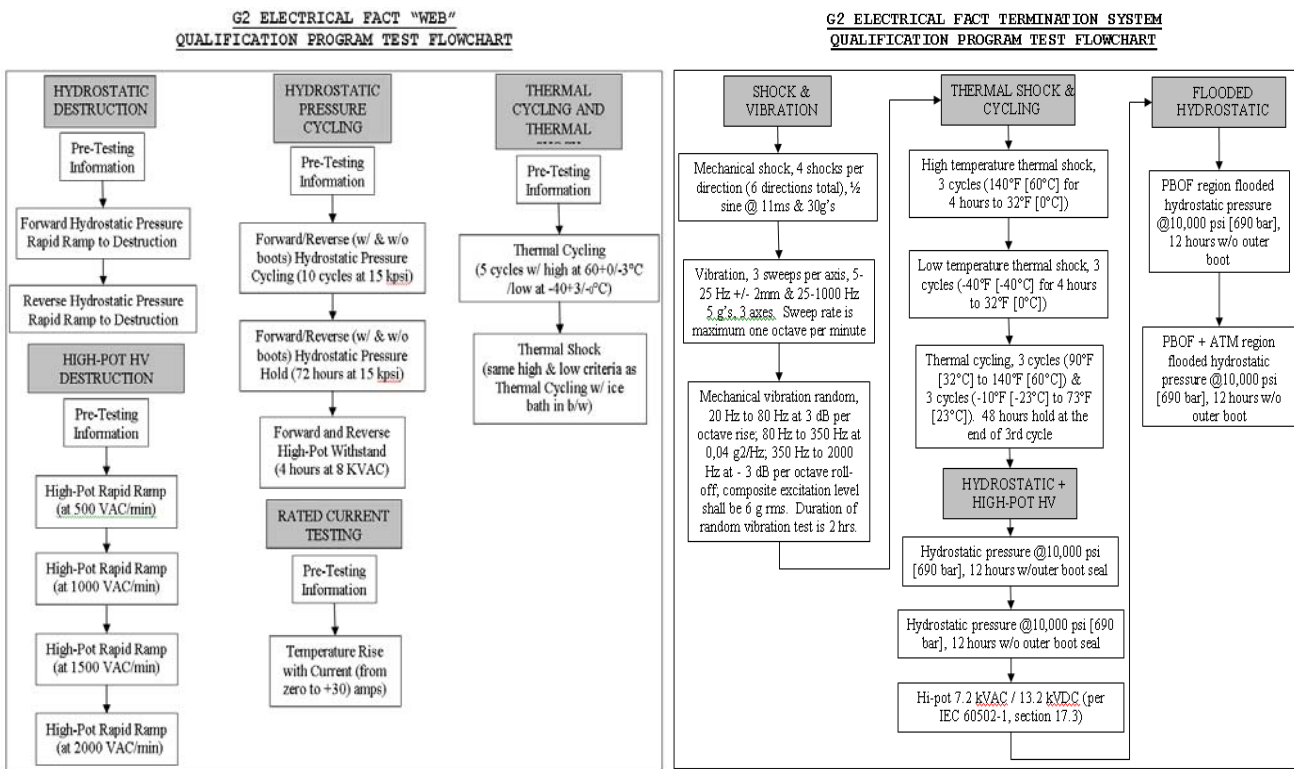 G2 ELECTRICAL FACT “WEB”
QUALIFICATION PROGRAM TEST FLOWCHART
HYDROSTATIC
DESTRUCTION
Pre-Testing
Information
Forward Hydrostatic Pressure
Rapid Ramp to Destruction
Reverse Hydrostatic Pressure
Rapid Ramp to Destruction
HIGH-POT HV
DESTRUCTION
Pre-Testing
Information
High-Pot Rapid Ramp
(at 500 VAC/min)
High-Pot Rapid Ramp
(at 1000 VAC/min)
High-Pot Rapid Ramp
(at 1500 VAC/min)
High-Pot Rapid Ramp
(at 2000 VAC/min)
HYDROSTATIC
PRESSURE
CYCLING
Pre-Testing
Information
Forward/Reverse (w/ & w/o
boots) Hydrostatic Pressure
Cycling (10 cycles at 15 kpsi)
Forward/Reverse (w/ & w/o
boots) Hydrostatic Pressure
Hold (72 hours at 15 kpsi)
Forward and Reverse
High-Pot Withstand
(4 hours at 8 KVAC)
RATED CURRENT
TESTING
Pre-Testing
Information
Temperature Rise
with Current (from
zero to +30) amps)
THERMAL
CYCLING AND
THERMAL
Pre-Testing
Information
Thermal Cycling
(5 cycles w/ high at 60+0/-3°C
/low at -40+3/-0°C)
Thermal Shock
(same high & low criteria as
Thermal Cycling w/ ice
bath in b/w)
G2 ELECTRICAL FACT TERMINATION SYSTEM
QUALIFICATION PROGRAM TEST FLOWCHART
SHOCK &
VIBRATION
Mechanical shock, 4 shocks per
direction (6 directions total), ½
sine @ 11ms & 30g's
Vibration, 3 sweeps per axis, 5-
25 Hz +/- 2mm & 25-1000 Hz
5 g's, 3 axes. Sweep rate is
maximum one octave per minute
Mechanical vibration random,
20 Hz to 80 Hz at 3 dB per
octave rise; 80 Hz to 350 Hz at
0,04 g2/Hz; 350 Hz to 2000
Hz at - 3 dB per octave roll-
off; composite excitation level
shall be 6 g rms. Duration of
random vibration test is 2 hrs.
THERMAL SHOCK &
CYCLING
High temperature thermal shock,
3 cycles (140°F [60°C] for
4 hours to 32°F [0°C])
Low temperature thermal shock, 3
cycles (-40°F [-40°C] for 4 hours
to 32°F [0°C])
Thermal cycling, 3 cycles (90°F
[32°C] to 140°F [60°C]) &
3 cycles (-10°F [-23°C] to 73°F
[23°C]). 48 hours hold at the
end of 3rd cycle
HYDROSTATIC +
HIGH-POT HV
Hydrostatic pressure @10,000 psi
[690 bar], 12 hours w/outer boot seal
Hydrostatic pressure @10,000 psi [690
bar], 12 hours w/o outer boot seal
Hi-pot 7.2 kVAC / 13.2 kVDC (per
IEC 60502-1, section 17.3)
FLOODED
HYDROSTATIC
PBOF region flooded
hydrostatic pressure
@10,000 psi [690 bar],
12 hours w/o outer
boot
PBOF + ATM region
flooded hydrostatic
pressure @10,000 psi
[690 bar], 12 hours w/o
outer boot